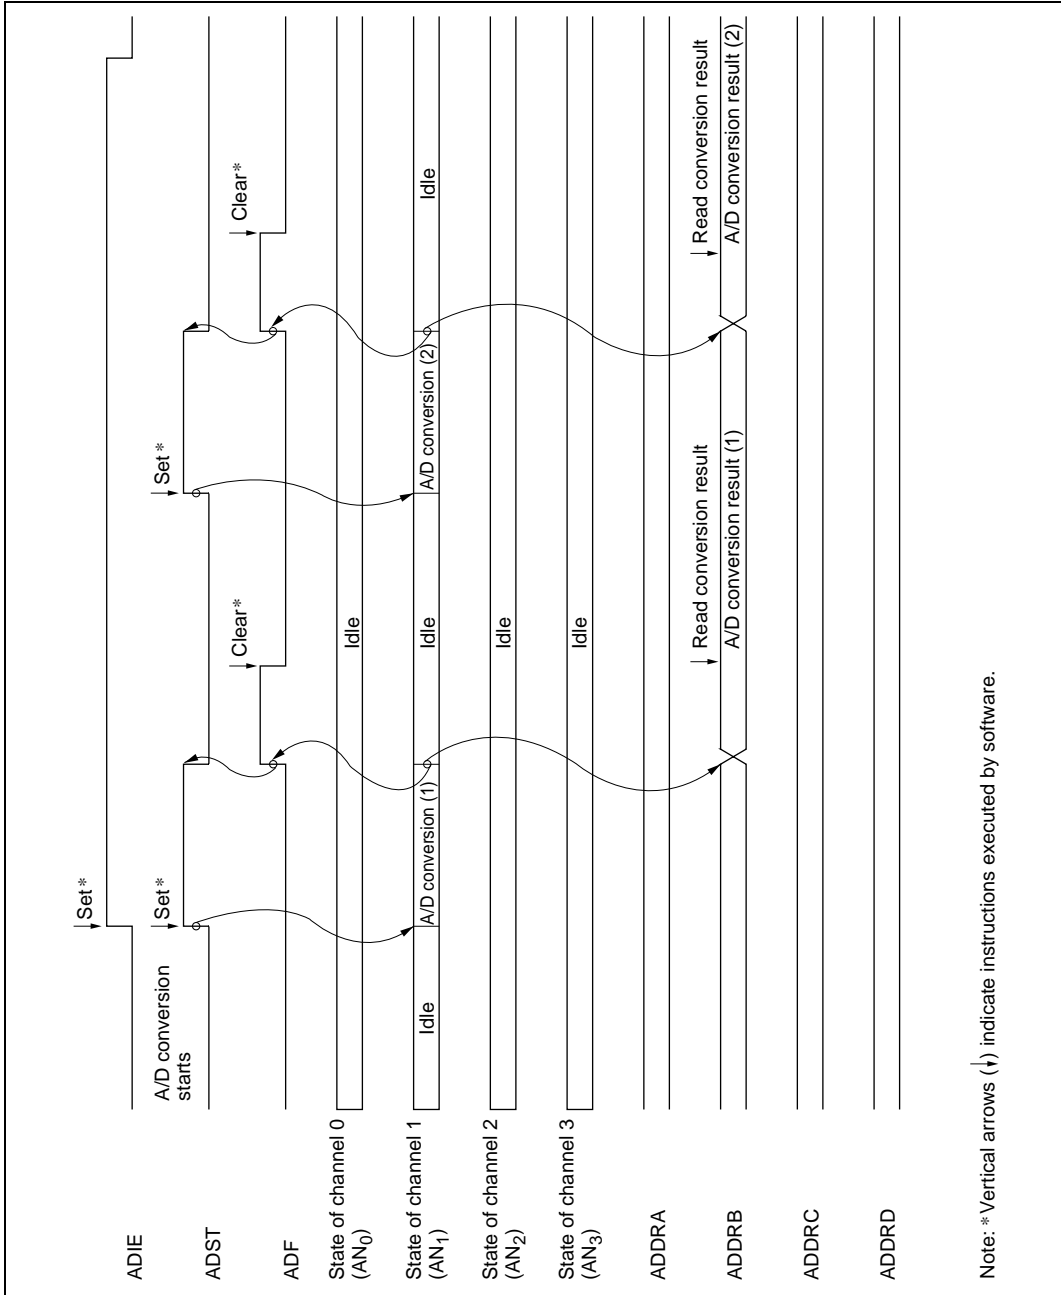 ADIE
Set*
ADST
A/D conversion
starts
Set*
Set*
ADF
Clear*
Clear*
State of channel 0
(AN0)
Idle
State of channel 1
(AN1)
Idle
A/D conversion (1)
Idle
A/D conversion (2)
Idle
State of channel 2
(AN2)
Idle
State of channel 3
(AN3)
Idle
ADDRA
ADDRB
Read conversion result
A/D conversion result (1)
Read conversion result
A/D conversion result (2)
ADDRC
ADDRD
Note: * Vertical arrows (↓) indicate instructions executed by software.